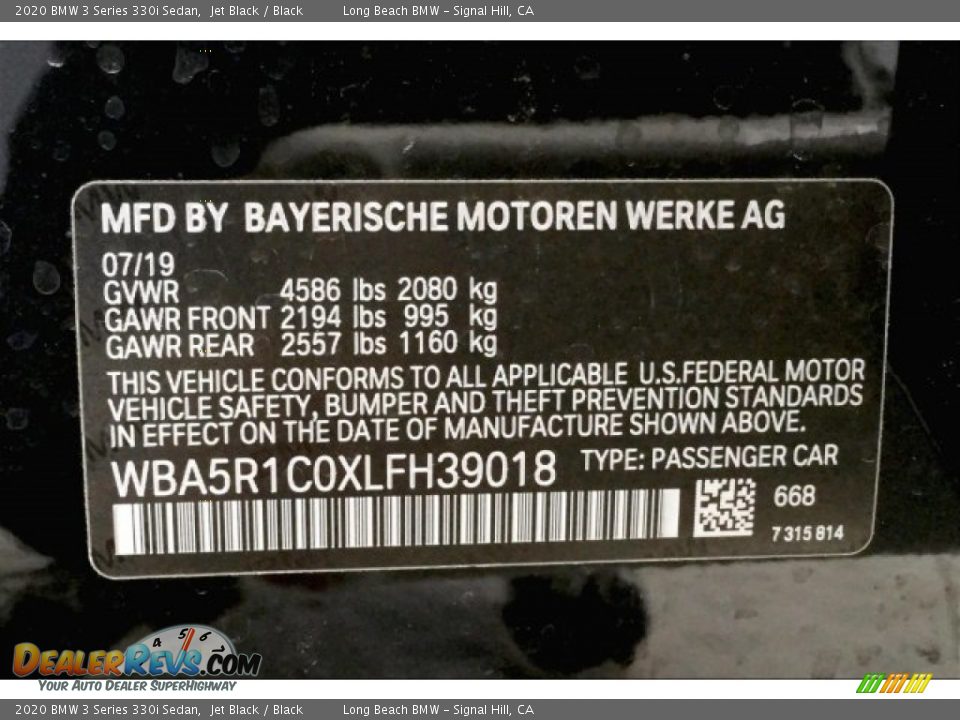 2020 BMW 3 Series 330i Sedan, Jet Black / Black Long Beach BMW - Signal Hill, CA
MFD BY BAYERISCHE MOTOREN WERKE AG
07/19
GVWR 4586 lbs 2080 kg
GAWR FRONT 2194 lbs 995 kg
GAWR REAR 2557 lbs 1160 kg
THIS VEHICLE CONFORMS TO ALL APPLICABLE U.S.FEDERAL MOTOR
VEHICLE SAFETY, BUMPER AND THEFT PREVENTION STANDARDS
IN EFFECT ON THE DATE OF MANUFACTURE SHOWN ABOVE.
WBA5R1C0XLFH39018 TYPE: PASSENGER CAR
668
7315814
4 5 6
DEALERREVS.COM
YOUR AUTO DEALER SUPERHIGHWAY
2020 BMW 3 Series 330i Sedan, Jet Black / Black Long Beach BMW - Signal Hill, CA